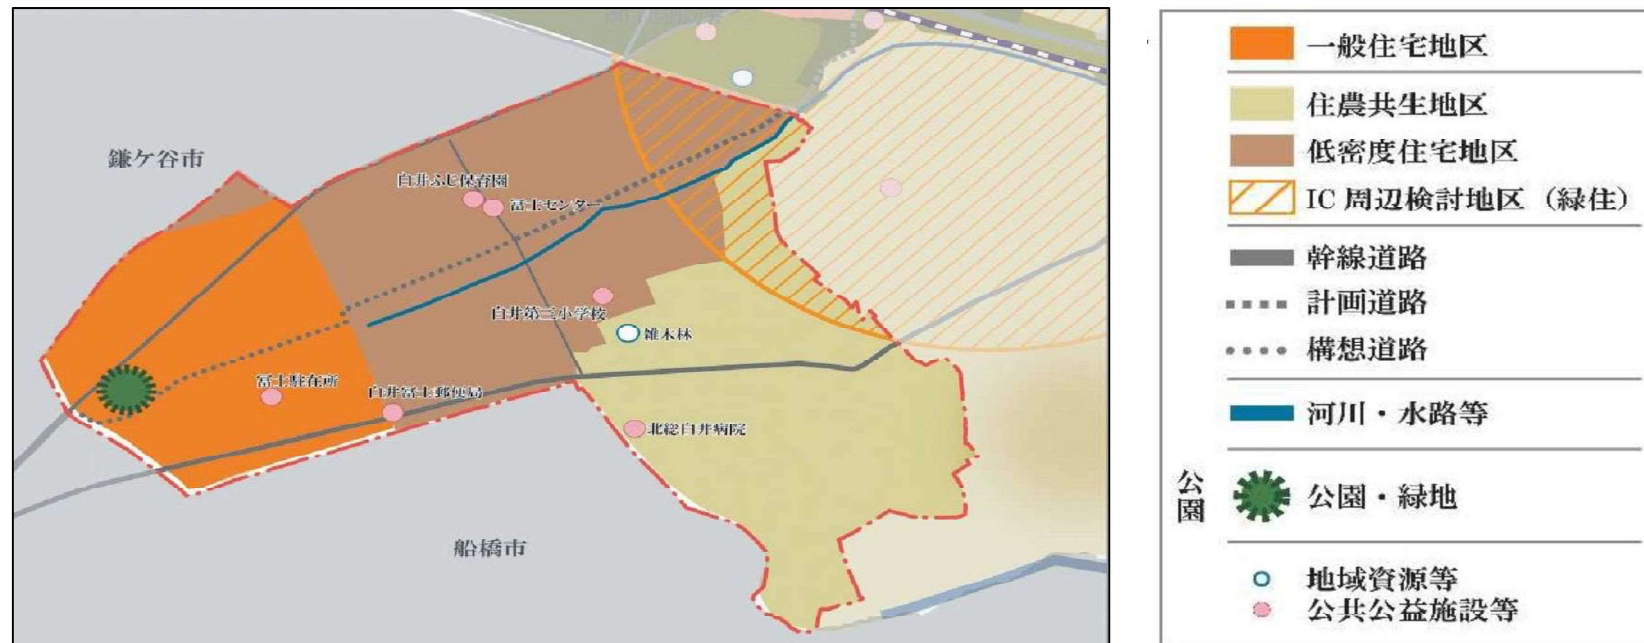 鎌ケ谷市
白井ふじ保育園
冨士センター
白井第三小学校
雑木林
冨士駐在所
白井冨士郵便局
北総白井病院
船橋市
一般住宅地区
住農共生地区
低密度住宅地区
IC 周辺検討地区（緑住）
幹線道路
計画道路
構想道路
河川・水路等
公園
公園・緑地
地域資源等
公共公益施設等